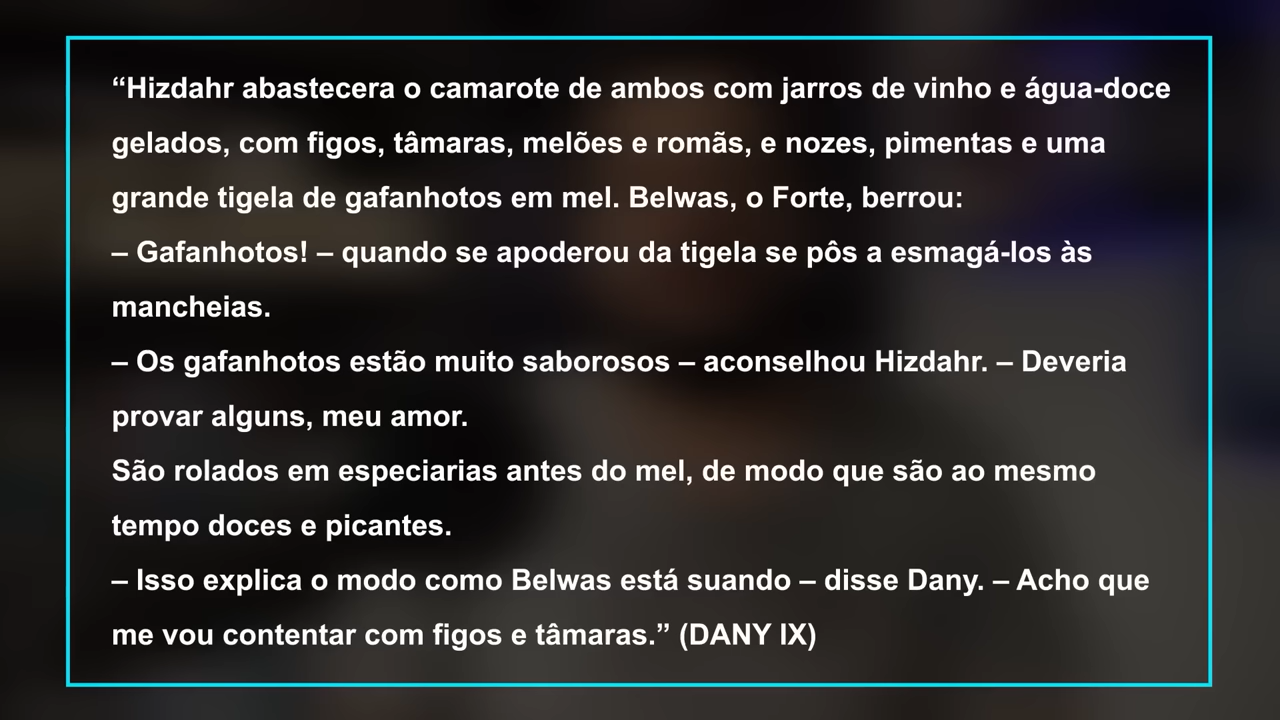 “Hizdahr abastecera o camarote de ambos com jarros de vinho e água-doce
gelados, com figos, tâmaras, melões e romãs, e nozes, pimentas e uma
grande tigela de gafanhotos em mel. Belwas, o Forte, berrou:
– Gafanhotos! – quando se apoderou da tigela se pôs a esmagá-los às
mancheias.
– Os gafanhotos estão muito saborosos – aconselhou Hizdahr. – Deveria
provar alguns, meu amor.
São rolados em especiarias antes do mel, de modo que são ao mesmo
tempo doces e picantes.
– Isso explica o modo como Belwas está suando – disse Dany. – Acho que
me vou contentar com figos e tâmaras.” (DANY IX)